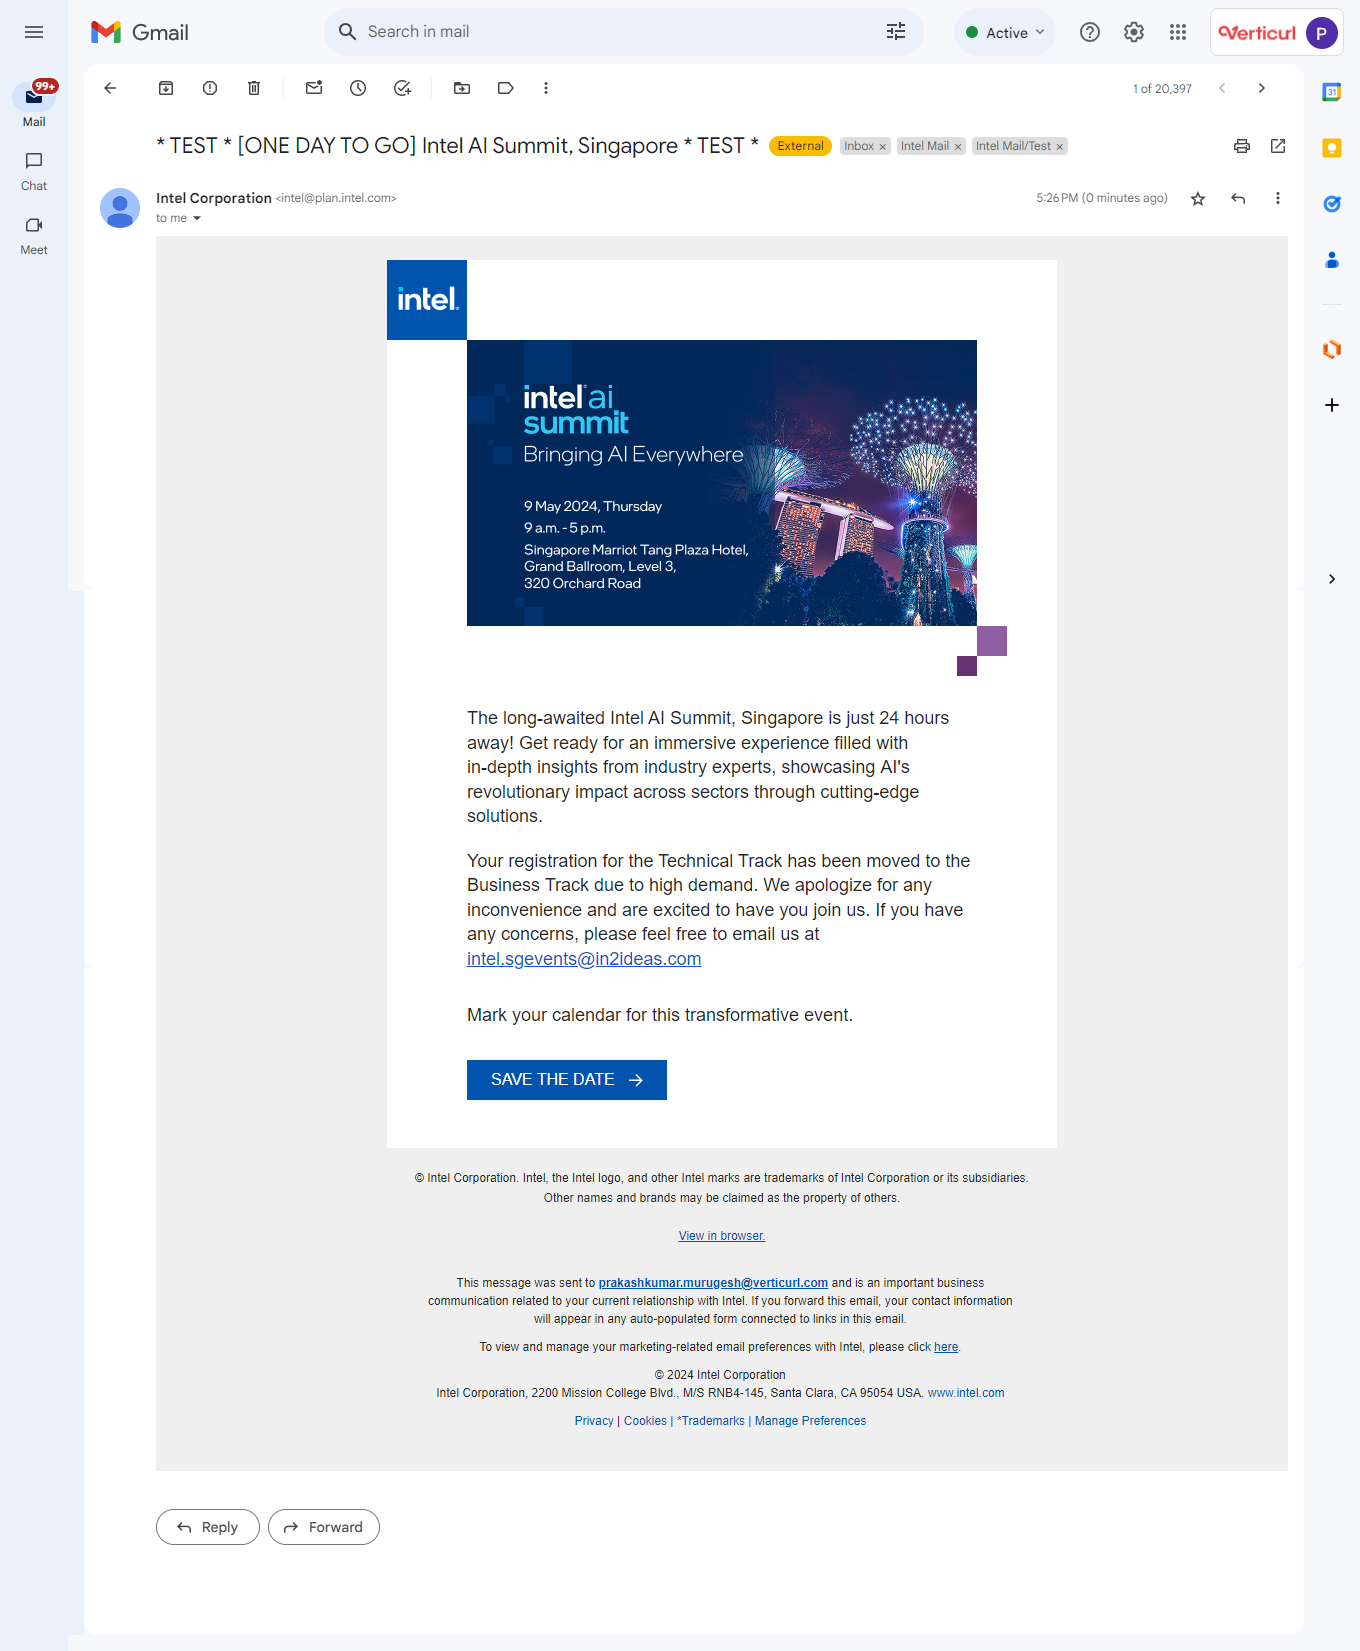 Gmail
Search in mail
Active
Verticurl
P
99+
Mail
Chat
Meet
1 of 20,397
* TEST * [ONE DAY TO GO] Intel AI Summit, Singapore * TEST *
External
Inbox ×
Intel Mail ×
Intel Mail/Test ×
Intel Corporation <intel@plan.intel.com>
5:26 PM (0 minutes ago)
to me
31
intel.
intel ai
summit
Bringing AI Everywhere
9 May 2024, Thursday
9 a.m. - 5 p.m.
Singapore Marriot Tang Plaza Hotel,
Grand Ballroom, Level 3,
320 Orchard Road
The long-awaited Intel AI Summit, Singapore is just 24 hours
away! Get ready for an immersive experience filled with
in-depth insights from industry experts, showcasing AI's
revolutionary impact across sectors through cutting-edge
solutions.
Your registration for the Technical Track has been moved to the
Business Track due to high demand. We apologize for any
inconvenience and are excited to have you join us. If you have
any concerns, please feel free to email us at
intel.sgevents@in2ideas.com
Mark your calendar for this transformative event.
SAVE THE DATE →
© Intel Corporation. Intel, the Intel logo, and other Intel marks are trademarks of Intel Corporation or its subsidiaries.
Other names and brands may be claimed as the property of others.
View in browser.
This message was sent to prakashkumar.murugesh@verticurl.com and is an important business
communication related to your current relationship with Intel. If you forward this email, your contact information
will appear in any auto-populated form connected to links in this email.
To view and manage your marketing-related email preferences with Intel, please click here.
© 2024 Intel Corporation
Intel Corporation, 2200 Mission College Blvd., M/S RNB4-145, Santa Clara, CA 95054 USA. www.intel.com
Privacy | Cookies | *Trademarks | Manage Preferences
Reply
Forward